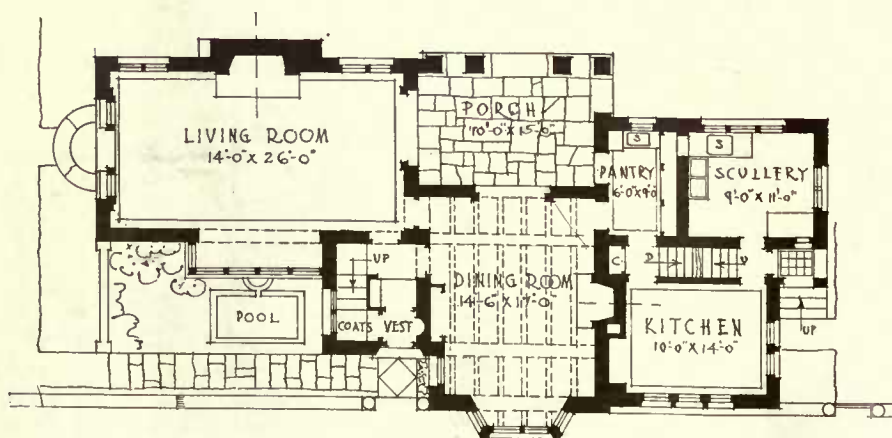 LIVING ROOM
14'-0" X 26'-0"
PORCH
10'-0" X 15'-0"
S
PANTRY
6'-0" X 9'-0
S
SCULLERY
9'-0" X 11'-0"
UP
DINING ROOM
14'-6" X 17'-0"
C
D
UP
POOL
COATS
VEST
KITCHEN
10'-0" X 14'-0"